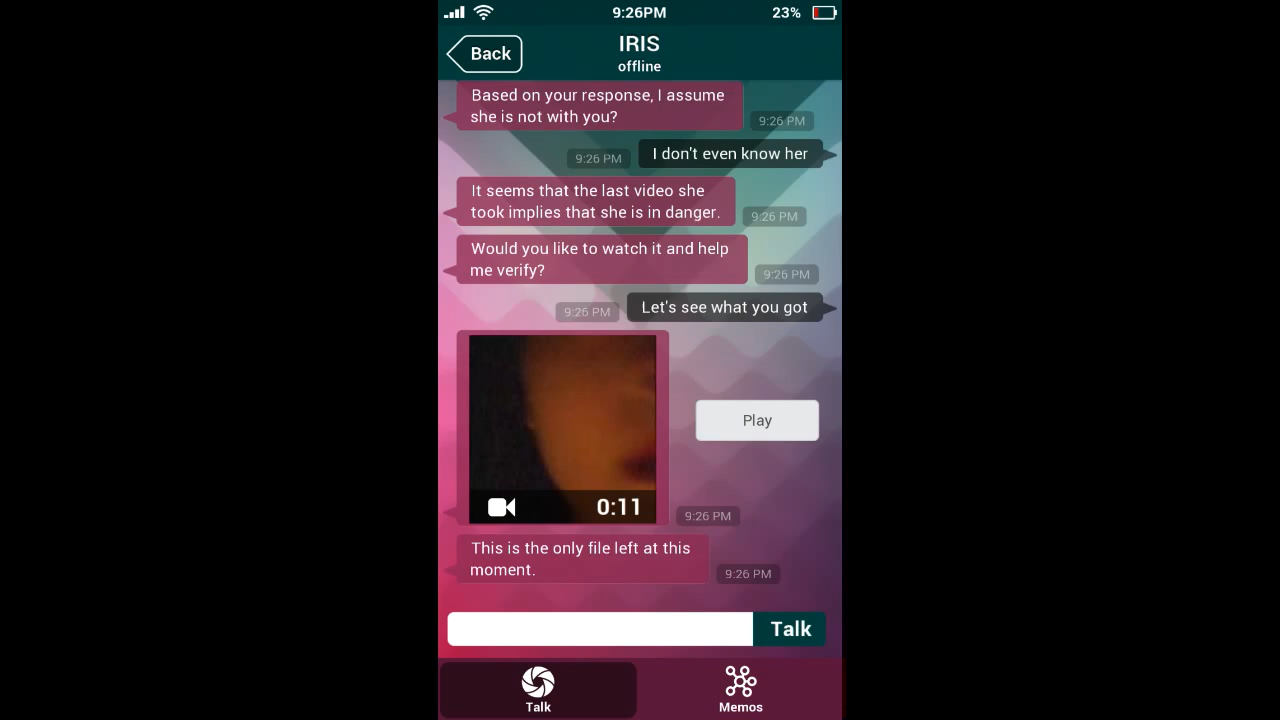 9:26PM
23%
Back
IRIS
offline
Based on your response, I assume
she is not with you?
9:26 PM
9:26 PM
I don't even know her
It seems that the last video she
took implies that she is in danger.
9:26 PM
Would you like to watch it and help
me verify?
9:26 PM
9:26 PM
Let's see what you got
Play
0:11
9:26 PM
This is the only file left at this
moment.
9:26 PM
Talk
Talk
Memos